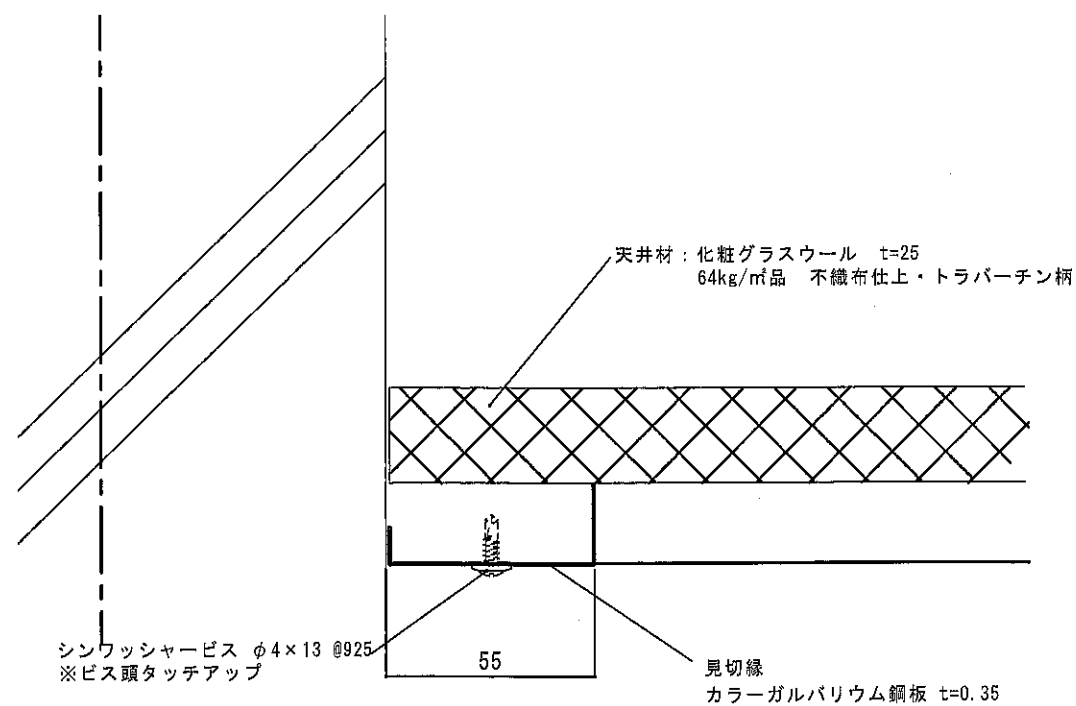 天井材：化粧グラスウール t=25
64kg/㎥品 不織布仕上・トラバーチン柄
シンワッシャービス φ4×13 @925
※ビス頭タッチアップ
55
見切縁
カラーガルバリウム鋼板 t=0.35